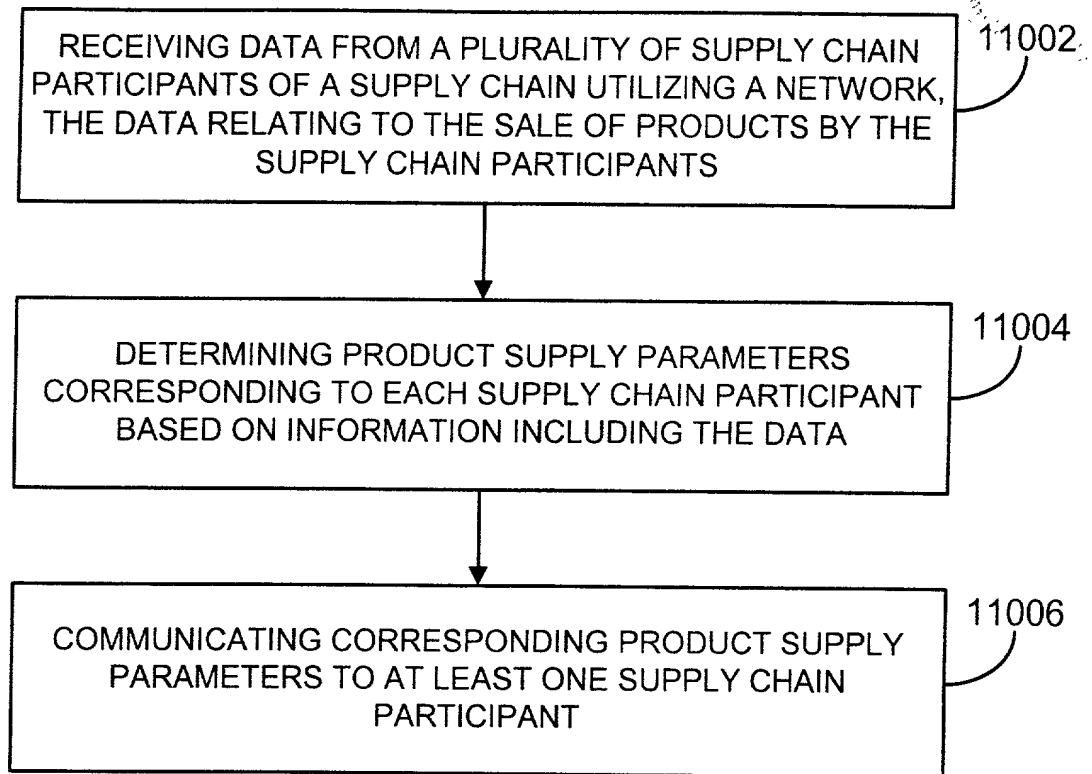 RECEIVING DATA FROM A PLURALITY OF SUPPLY CHAIN
PARTICIPANTS OF A SUPPLY CHAIN UTILIZING A NETWORK,
THE DATA RELATING TO THE SALE OF PRODUCTS BY THE
SUPPLY CHAIN PARTICIPANTS
11002
DETERMINING PRODUCT SUPPLY PARAMETERS
CORRESPONDING TO EACH SUPPLY CHAIN PARTICIPANT
BASED ON INFORMATION INCLUDING THE DATA
11004
COMMUNICATING CORRESPONDING PRODUCT SUPPLY
PARAMETERS TO AT LEAST ONE SUPPLY CHAIN
PARTICIPANT
11006